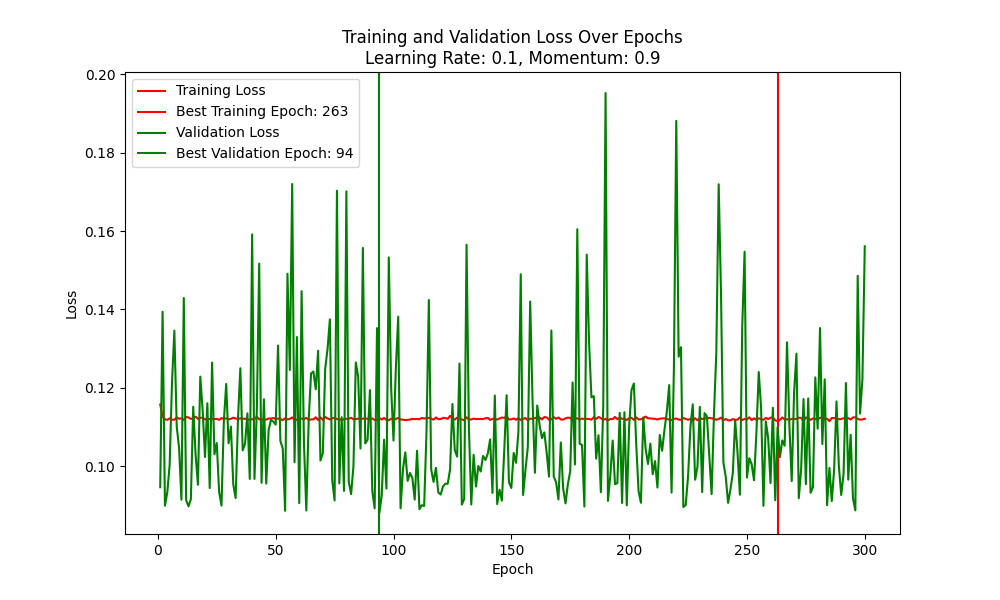 Training and Validation Loss Over Epochs
Learning Rate: 0.1, Momentum: 0.9
Training Loss
Best Training Epoch: 263
Validation Loss
Best Validation Epoch: 94
Loss
0.20
0.18
0.16
0.14
0.12
0.10
0
50
100
150
200
250
300
Epoch